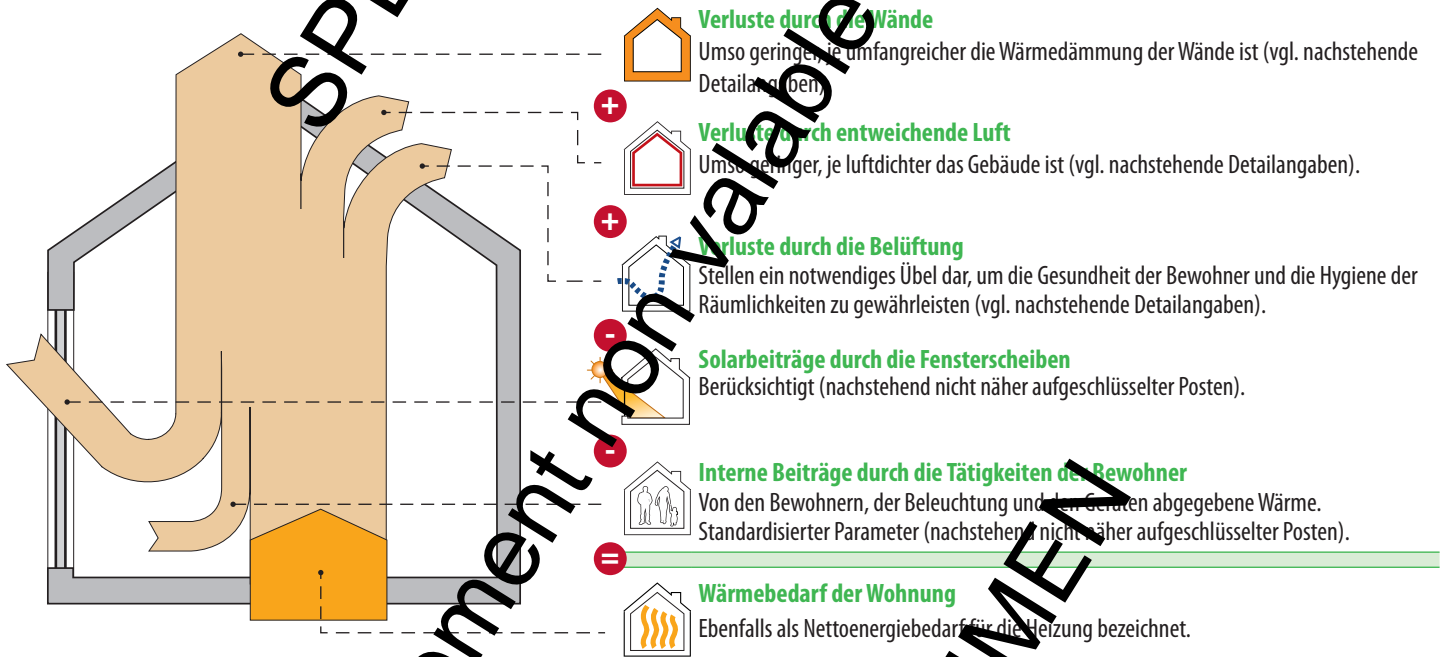 Verluste durch die Wände
Umso geringer, je umfangreicher die Wärmedämmung der Wände ist (vgl. nachstehende
Detailangaben)
+
Verluste durch entweichende Luft
Umso geringer, je luftdichter das Gebäude ist (vgl. nachstehende Detailangaben).
+
Verluste durch die Belüftung
Stellen ein notwendiges Übel dar, um die Gesundheit der Bewohner und die Hygiene der
Räumlichkeiten zu gewährleisten (vgl. nachstehende Detailangaben).
-
Solarbeiträge durch die Fensterscheiben
Berücksichtigt (nachstehend nicht näher aufgeschlüsselter Posten).
-
Interne Beiträge durch die Tätigkeiten der Bewohner
Von den Bewohnern, der Beleuchtung und den Geräten abgegebene Wärme.
Standardisierter Parameter (nachstehend nicht näher aufgeschlüsselter Posten).
=
Wärmebedarf der Wohnung
Ebenfalls als Nettoenergiebedarf für die Heizung bezeichnet.
non valable